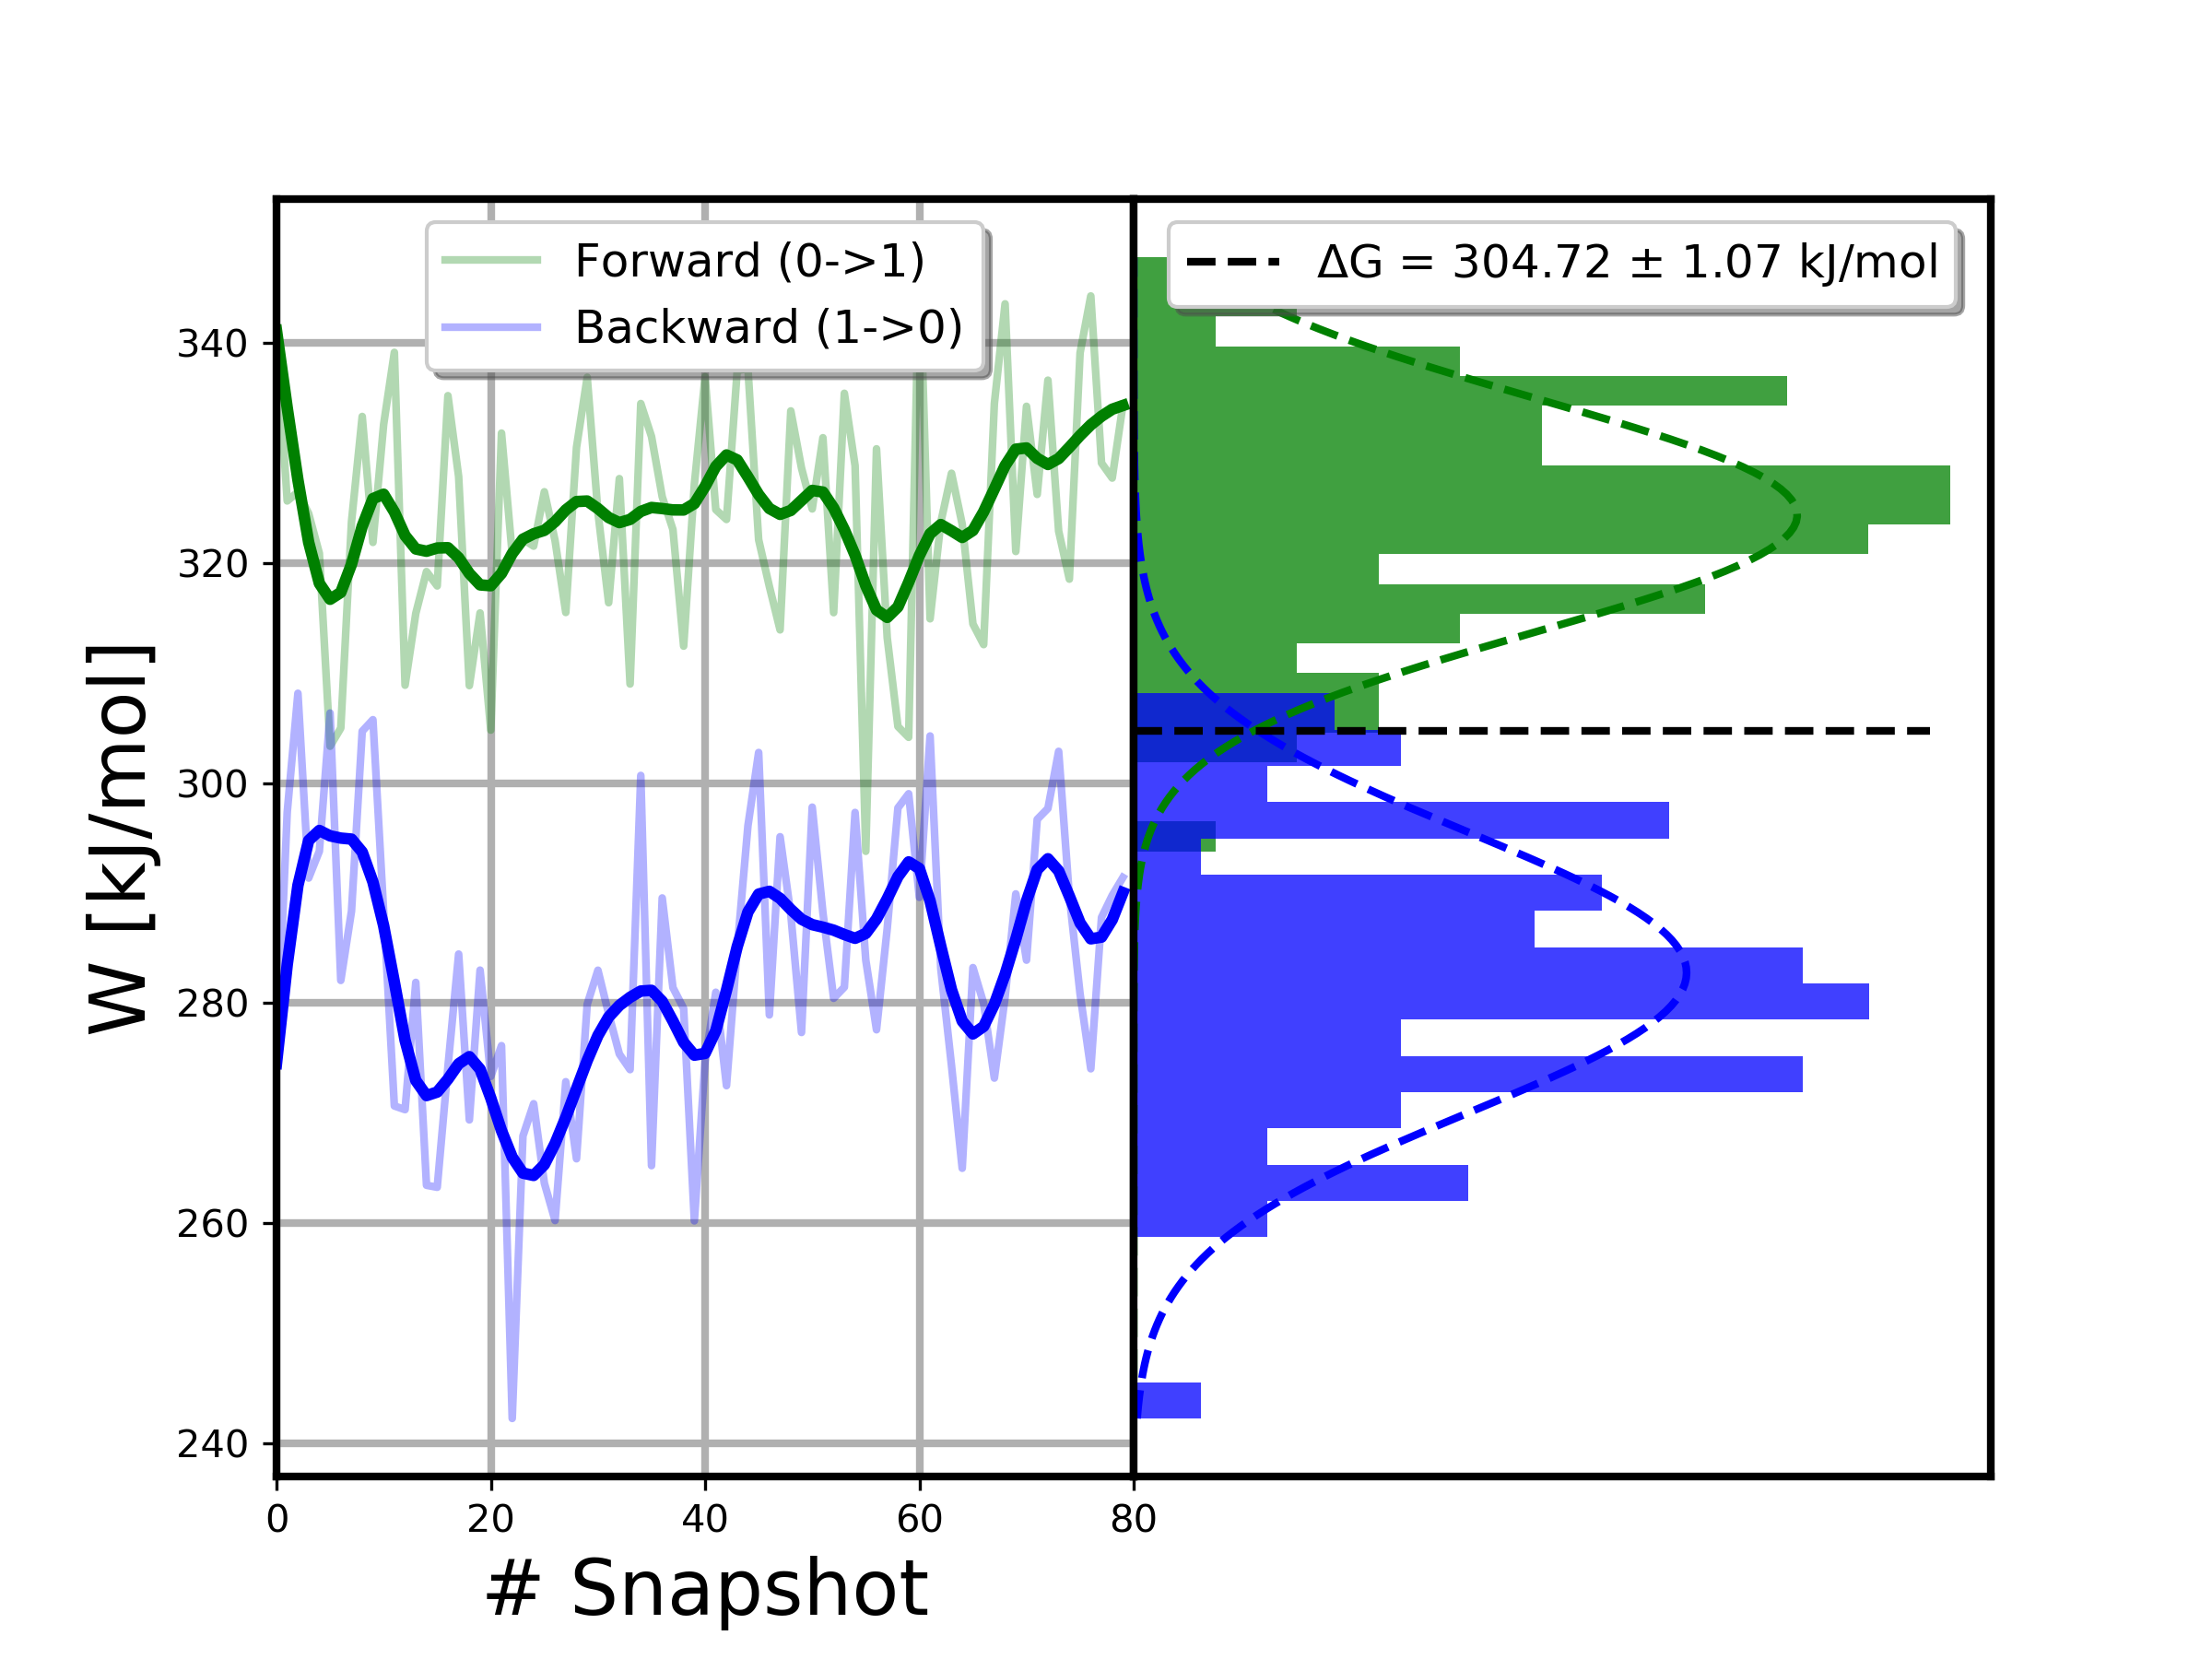 Forward (0->1)
Backward (1->0)
ΔG = 304.72 ± 1.07 kJ/mol
W [kJ/mol]
340
320
300
280
260
240
0 20 40 60 80
# Snapshot